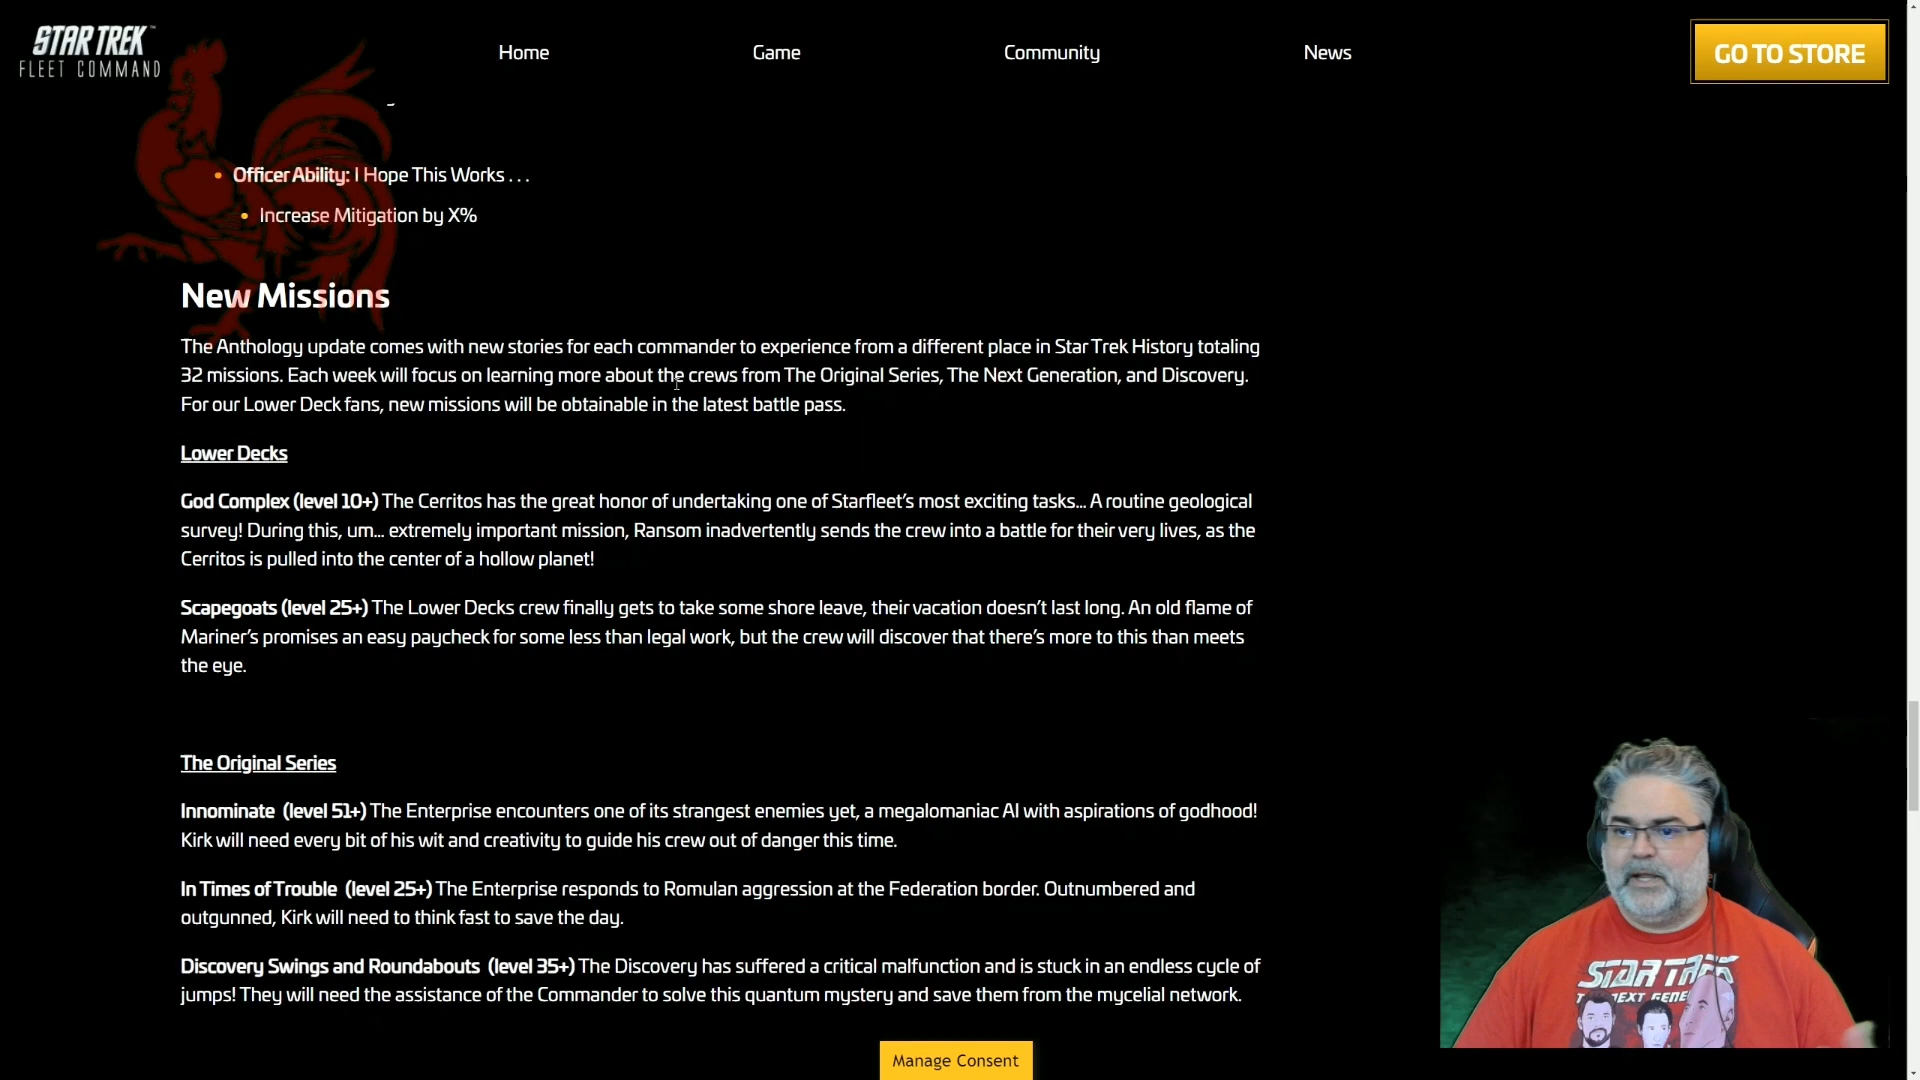 STAR TREK™
FLEET COMMAND
Home
Game
Community
News
GO TO STORE
• Officer Ability: I Hope This Works . . .
• Increase Mitigation by X%
New Missions
The Anthology update comes with new stories for each commander to experience from a different place in Star Trek History totaling
32 missions. Each week will focus on learning more about the crews from The Original Series, The Next Generation, and Discovery.
For our Lower Deck fans, new missions will be obtainable in the latest battle pass.
Lower Decks
God Complex (level 10+) The Cerritos has the great honor of undertaking one of Starfleet’s most exciting tasks… A routine geological
survey! During this, um… extremely important mission, Ransom inadvertently sends the crew into a battle for their very lives, as the
Cerritos is pulled into the center of a hollow planet!
Scapegoats (level 25+) The Lower Decks crew finally gets to take some shore leave, their vacation doesn’t last long. An old flame of
Mariner’s promises an easy paycheck for some less than legal work, but the crew will discover that there’s more to this than meets
the eye.
The Original Series
Innominate (level 51+) The Enterprise encounters one of its strangest enemies yet, a megalomaniac AI with aspirations of godhood!
Kirk will need every bit of his wit and creativity to guide his crew out of danger this time.
In Times of Trouble (level 25+) The Enterprise responds to Romulan aggression at the Federation border. Outnumbered and
outgunned, Kirk will need to think fast to save the day.
Discovery Swings and Roundabouts (level 35+) The Discovery has suffered a critical malfunction and is stuck in an endless cycle of
jumps! They will need the assistance of the Commander to solve this quantum mystery and save them from the mycelial network.
STAR TREK
NEXT GENE
Manage Consent